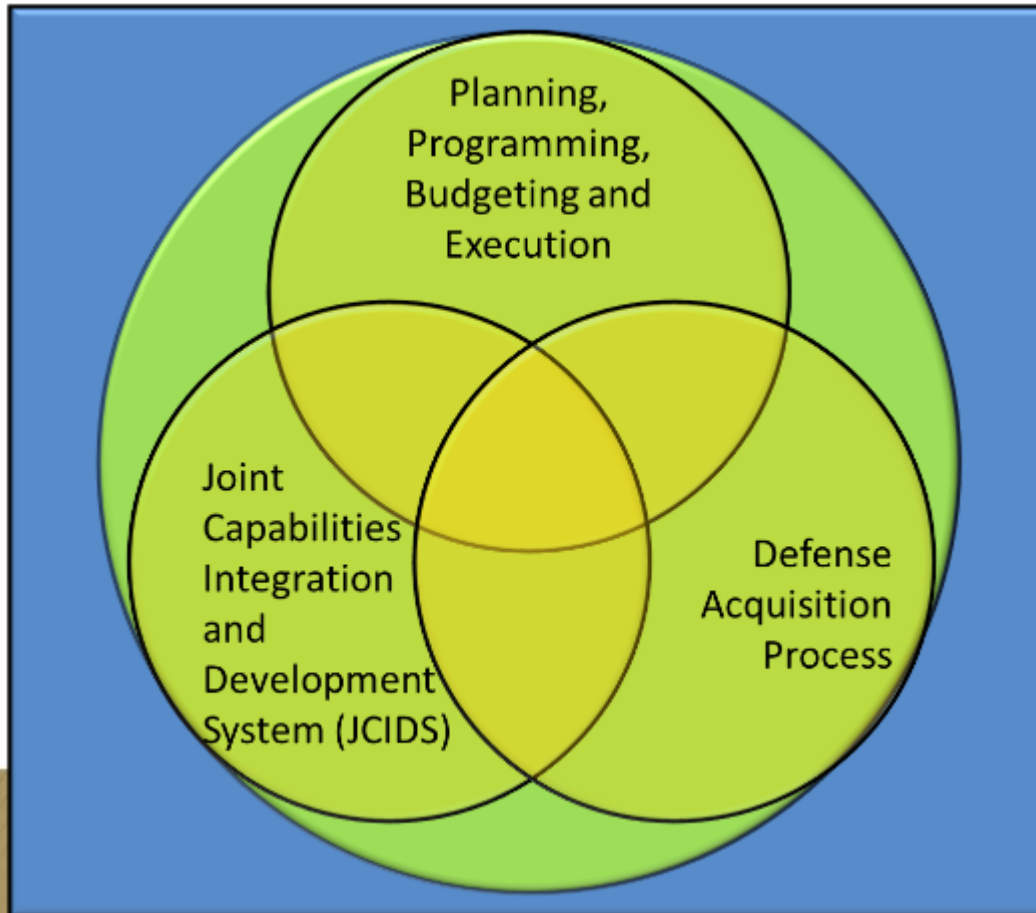 Planning,
Programming,
Budgeting and
Execution
Joint
Capabilities
Integration
and
Development
System (JCIDS)
Defense
Acquisition
Process